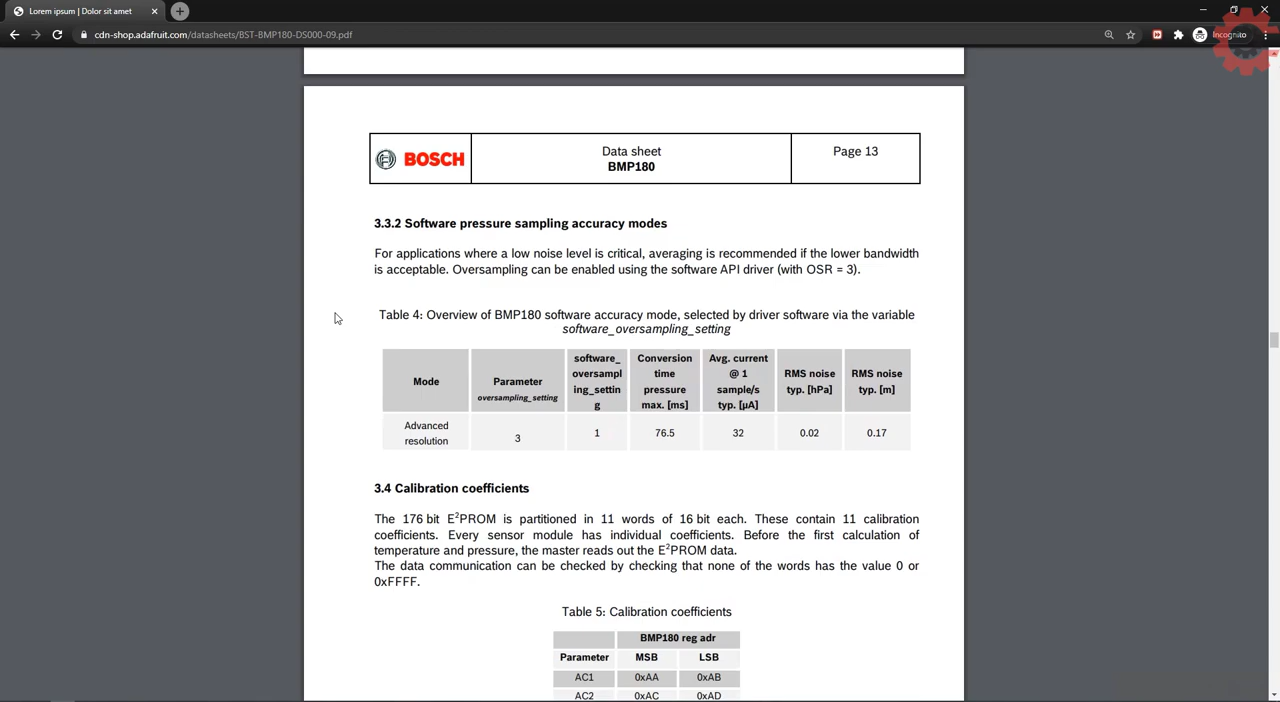 Lorem ipsum | Dolor sit amet
cdn-shop.adafruit.com/datasheets/BST-BMP180-DS000-09.pdf
Incognito
BOSCH
Data sheet
BMP180
Page 13
3.3.2 Software pressure sampling accuracy modes
For applications where a low noise level is critical, averaging is recommended if the lower bandwidth
is acceptable. Oversampling can be enabled using the software API driver (with OSR = 3).
Table 4: Overview of BMP180 software accuracy mode, selected by driver software via the variable
software_oversampling_setting
Mode
Parameter
oversampling_setting
software_
oversampl
ing_settin
g
Conversion
time
pressure
max. [ms]
Avg. current
@ 1
sample/s
typ. [µA]
RMS noise
typ. [hPa]
RMS noise
typ. [m]
Advanced
resolution
3
1
76.5
32
0.02
0.17
3.4 Calibration coefficients
The 176 bit E²PROM is partitioned in 11 words of 16 bit each. These contain 11 calibration
coefficients. Every sensor module has individual coefficients. Before the first calculation of
temperature and pressure, the master reads out the E²PROM data.
The data communication can be checked by checking that none of the words has the value 0 or
0xFFFF.
Table 5: Calibration coefficients
BMP180 reg adr
Parameter MSB LSB
AC1 0xAA 0xAB
AC2 0xAC 0xAD